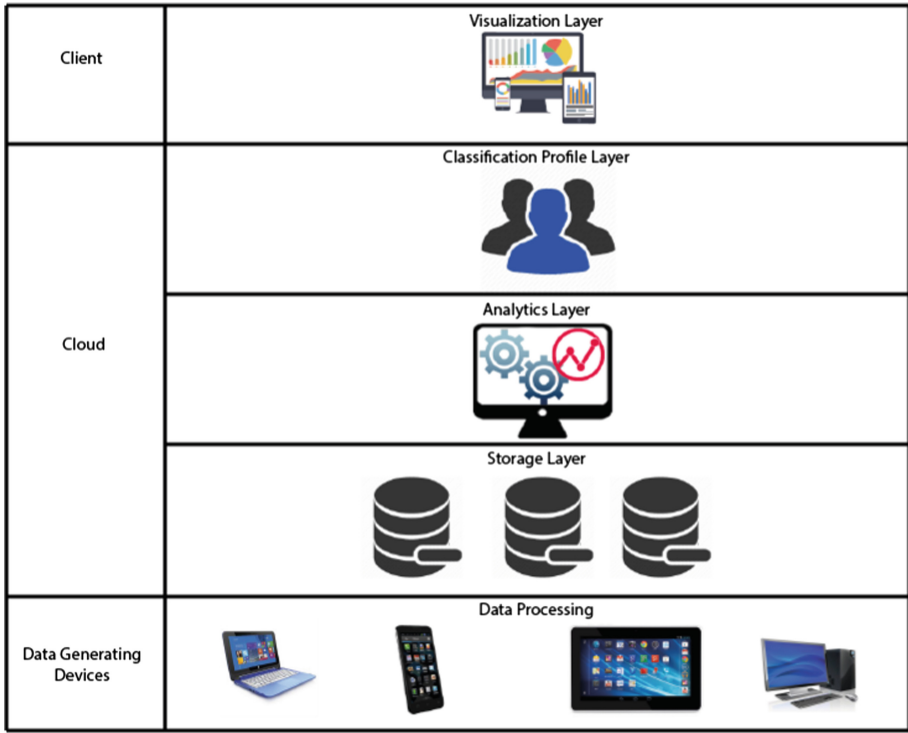 Client
Visualization Layer
Cloud
Classification Profile Layer
Analytics Layer
Storage Layer
Data Generating
Devices
Data Processing